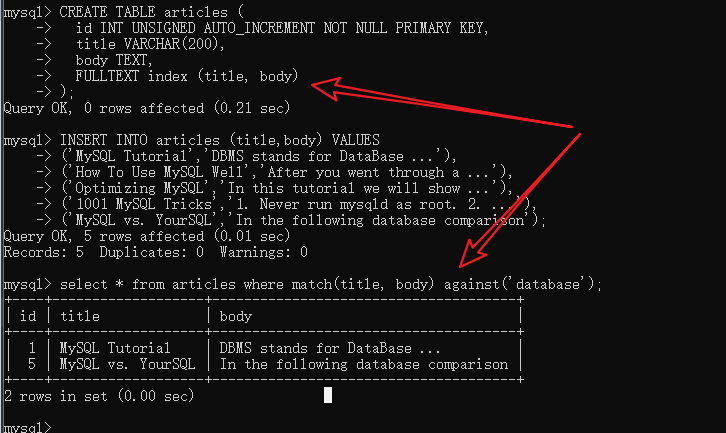 mysql> CREATE TABLE articles (
    ->     id INT UNSIGNED AUTO_INCREMENT NOT NULL PRIMARY KEY,
    ->     title VARCHAR(200),
    ->     body TEXT,
    ->     FULLTEXT index (title, body)
    -> );
Query OK, 0 rows affected (0.21 sec)
mysql> INSERT INTO articles (title,body) VALUES
    -> ('MySQL Tutorial','DBMS stands for DataBase ...'),
    -> ('How To Use MySQL Well','After you went through a ...'),
    -> ('Optimizing MySQL','In this tutorial we will show ...'),
    -> ('1001 MySQL Tricks','1. Never run mysqld as root. 2. ...'),
    -> ('MySQL vs. YourSQL','In the following database comparison');
Query OK, 5 rows affected (0.01 sec)
Records: 5  Duplicates: 0  Warnings: 0
mysql> select * from articles where match(title, body) against('database');
+----+-------------------+--------------------------------------+
| id | title             | body                                 |
+----+-------------------+--------------------------------------+
|  1 | MySQL Tutorial    | DBMS stands for DataBase ...         |
|  5 | MySQL vs. YourSQL | In the following database comparison |
+----+-------------------+--------------------------------------+
2 rows in set (0.00 sec)
mysql>